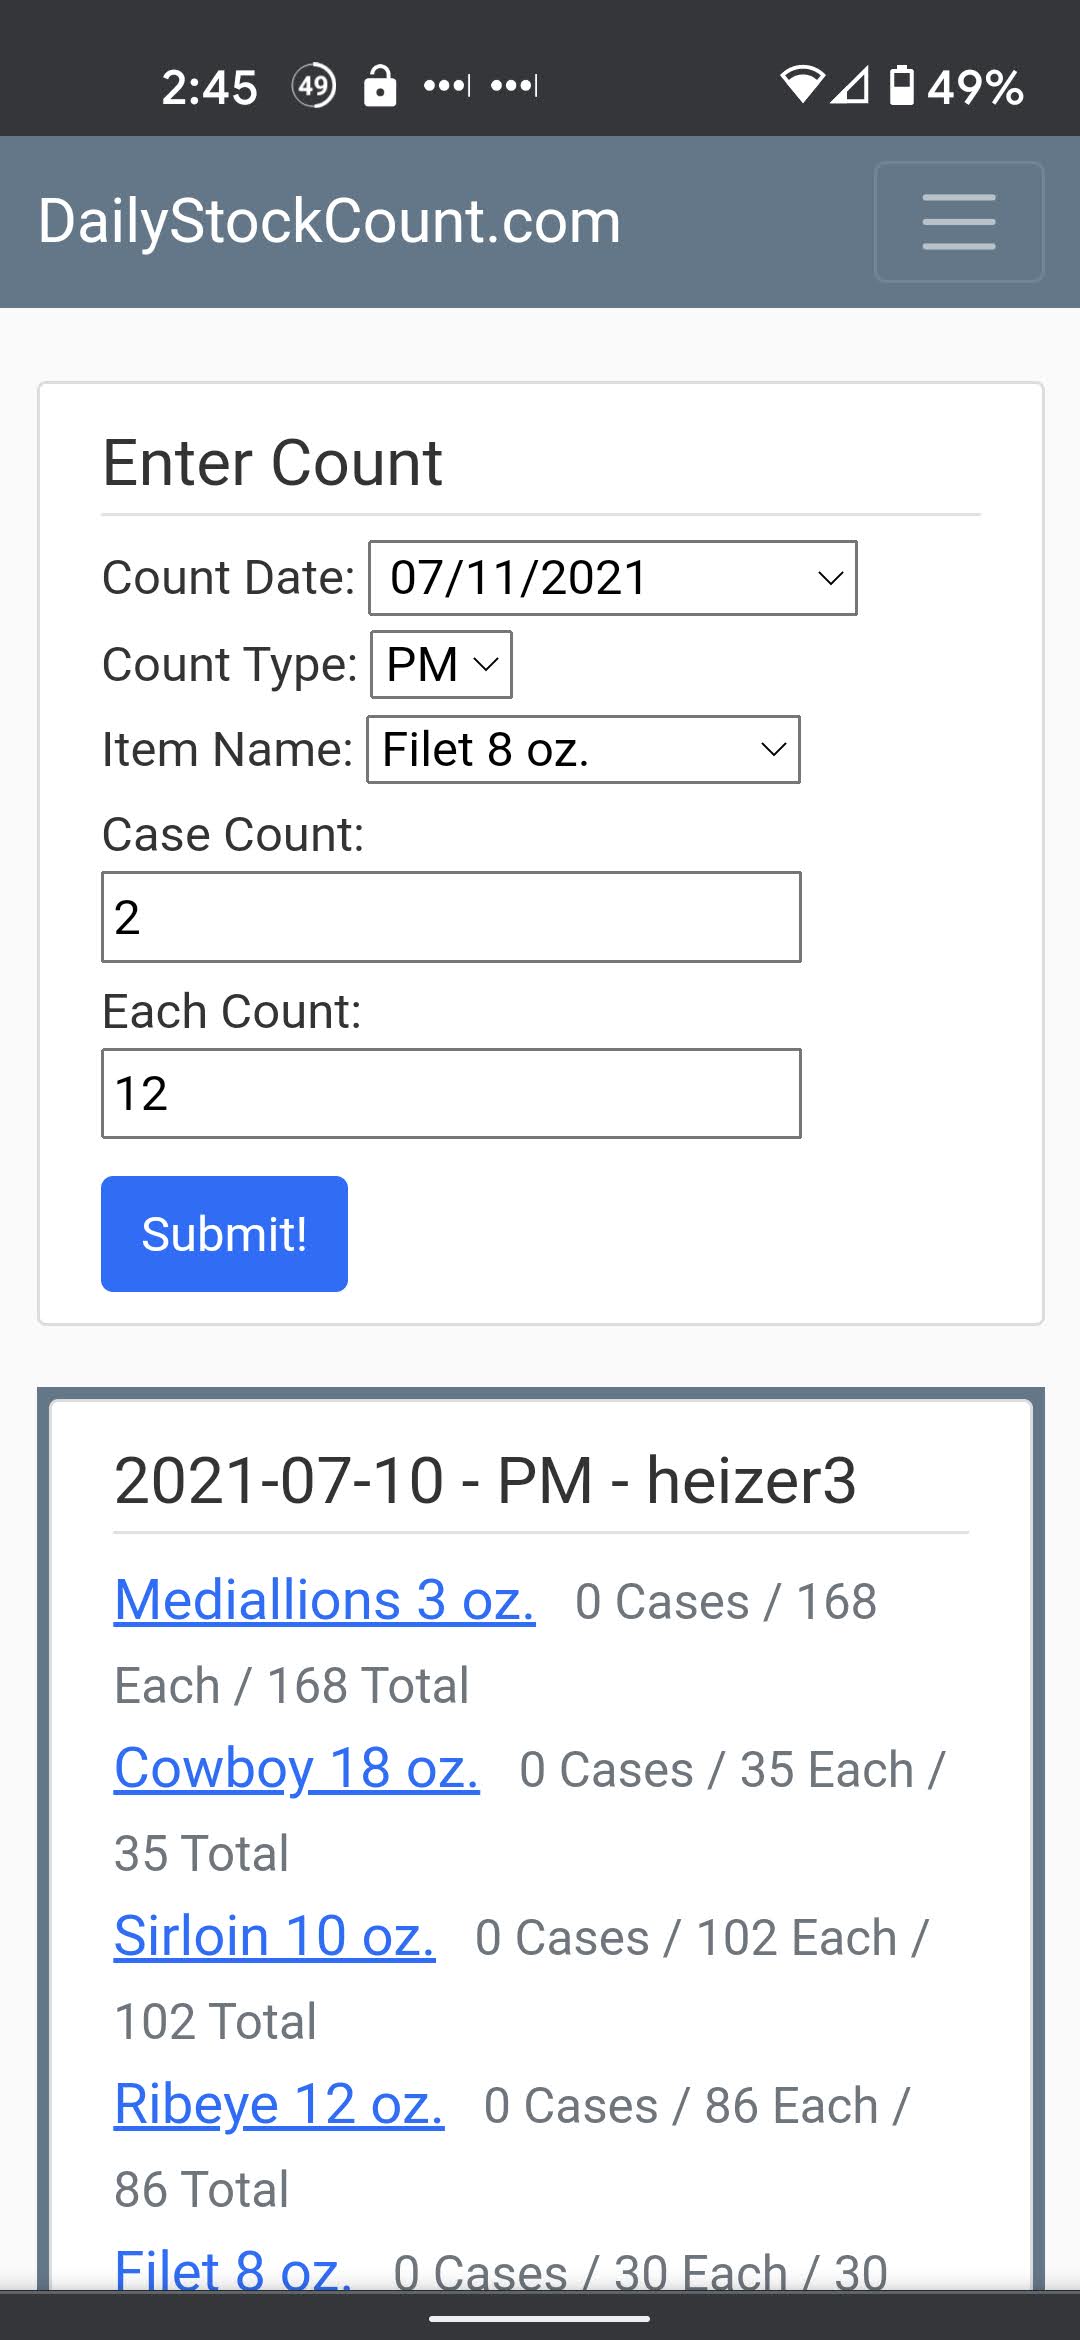 2:45 49 49%
DailyStockCount.com
Enter Count
Count Date: 07/11/2021
Count Type: PM
Item Name: Filet 8 oz.
Case Count:
2
Each Count:
12
Submit!
2021-07-10 - PM - heizer3
Mediallions 3 oz. 0 Cases / 168
Each / 168 Total
Cowboy 18 oz. 0 Cases / 35 Each /
35 Total
Sirloin 10 oz. 0 Cases / 102 Each /
102 Total
Ribeye 12 oz. 0 Cases / 86 Each /
86 Total
Filet 8 oz. 0 Cases / 30 Each / 30